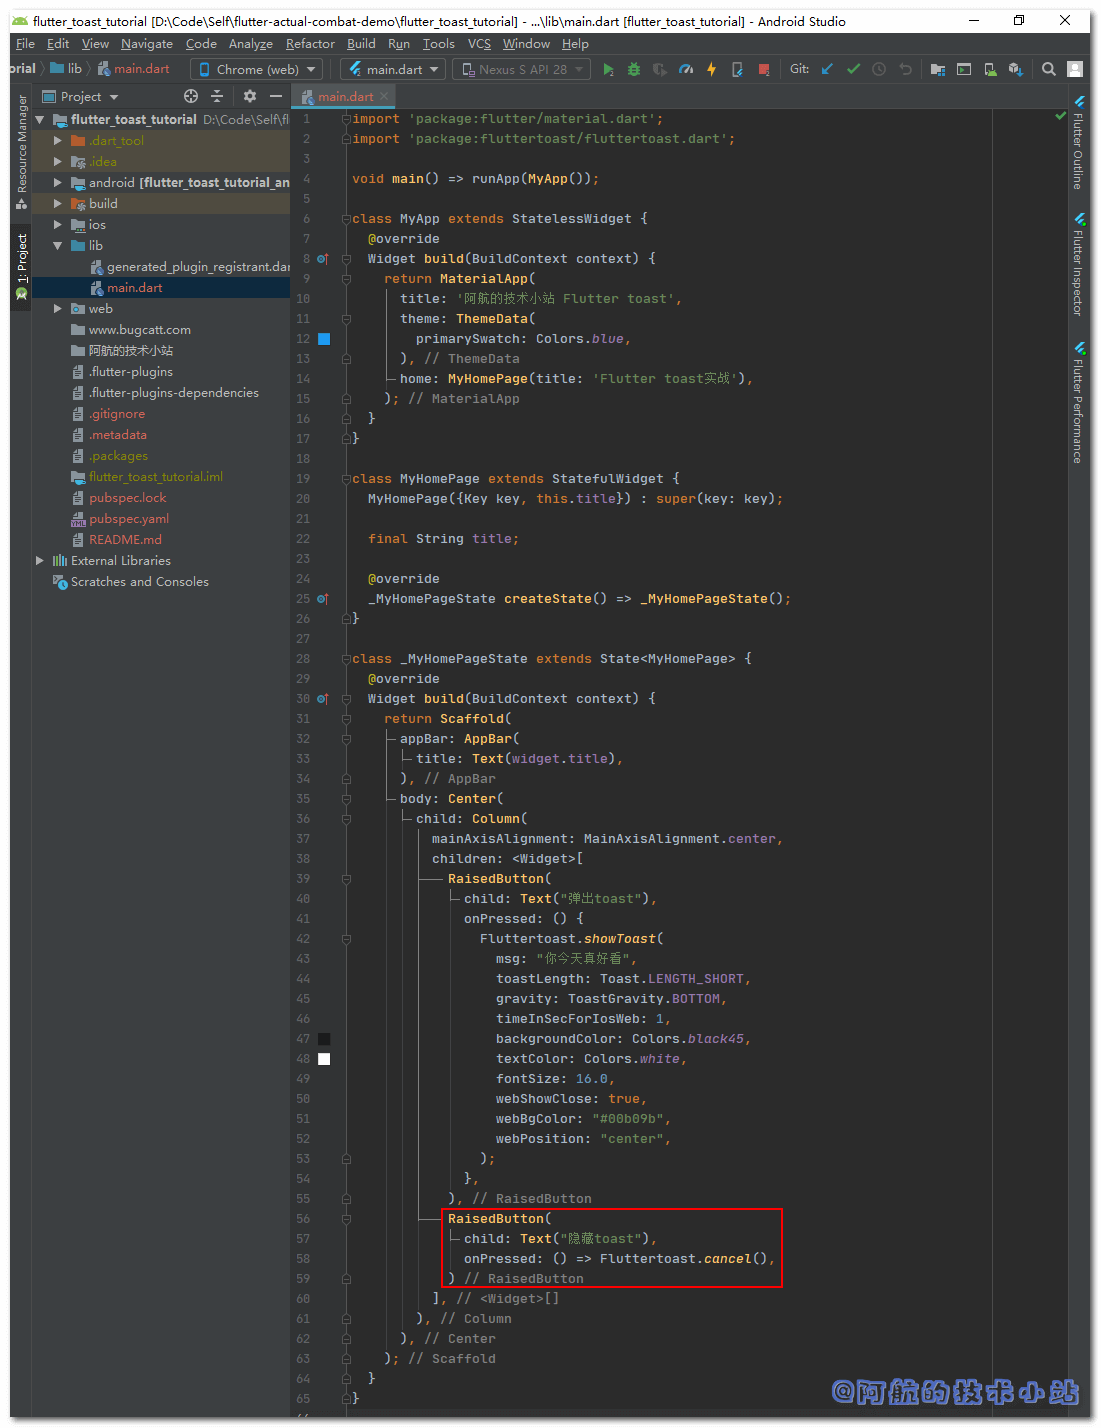 flutter_toast_tutorial [D:\Code\Self\flutter-actual-combat-demo\flutter_toast_tutorial] - ...\lib\main.dart [flutter_toast_tutorial] - Android Studio
File Edit View Navigate Code Analyze Refactor Build Run Tools VCS Window Help
orial lib main.dart Chrome (web) main.dart Nexus S API 28 Git:
Project
main.dart
Resource Manager
1: Project
flutter_toast_tutorial D:\Code\Self\fl
.dart_tool
.idea
android [flutter_toast_tutorial_an
build
ios
lib
generated_plugin_registrant.dar
main.dart
web
www.bugcatt.com
阿航的技术小站
.flutter-plugins
.flutter-plugins-dependencies
.gitignore
.metadata
.packages
flutter_toast_tutorial.iml
pubspec.lock
pubspec.yaml
README.md
External Libraries
Scratches and Consoles
1 import 'package:flutter/material.dart';
2 import 'package:fluttertoast/fluttertoast.dart';
3
4 void main() => runApp(MyApp());
5
6 class MyApp extends StatelessWidget {
7 @override
8 Widget build(BuildContext context) {
9 return MaterialApp(
10 title: '阿航的技术小站 Flutter toast',
11 theme: ThemeData(
12 primarySwatch: Colors.blue,
13 ), // ThemeData
14 home: MyHomePage(title: 'Flutter toast实战'),
15 ); // MaterialApp
16 }
17 }
18
19 class MyHomePage extends StatefulWidget {
20 MyHomePage({Key key, this.title}) : super(key: key);
21
22 final String title;
23
24 @override
25 _MyHomePageState createState() => _MyHomePageState();
26 }
27
28 class _MyHomePageState extends State<MyHomePage> {
29 @override
30 Widget build(BuildContext context) {
31 return Scaffold(
32 appBar: AppBar(
33 title: Text(widget.title),
34 ), // AppBar
35 body: Center(
36 child: Column(
37 mainAxisAlignment: MainAxisAlignment.center,
38 children: <Widget>[
39 RaisedButton(
40 child: Text("弹出toast"),
41 onPressed: () {
42 Fluttertoast.showToast(
43 msg: "你今天真好看",
44 toastLength: Toast.LENGTH_SHORT,
45 gravity: ToastGravity.BOTTOM,
46 timeInSecForIosWeb: 1,
47 backgroundColor: Colors.black45,
48 textColor: Colors.white,
49 fontSize: 16.0,
50 webShowClose: true,
51 webBgColor: "#00b09b",
52 webPosition: "center",
53 );
54 },
55 ), // RaisedButton
56 RaisedButton(
57 child: Text("隐藏toast"),
58 onPressed: () => Fluttertoast.cancel(),
59 ) // RaisedButton
60 ], // <Widget>[]
61 ), // Column
62 ), // Center
63 ); // Scaffold
64 }
65 }
Flutter Outline
Flutter Inspector
Flutter Performance
@阿航的技术小站